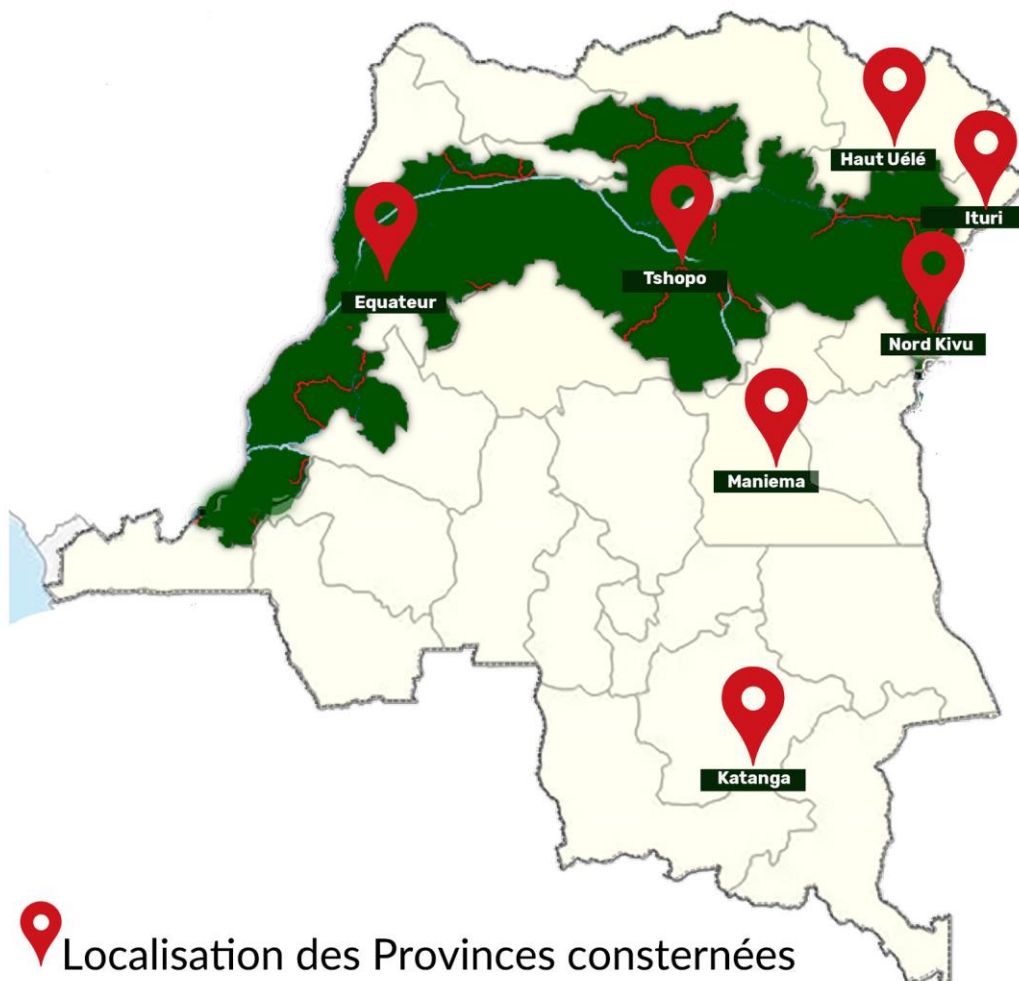 Haut Uélé
Ituri
Equateur
Tshopo
Nord Kivu
Maniema
Katanga
Localisation des Provinces consternées